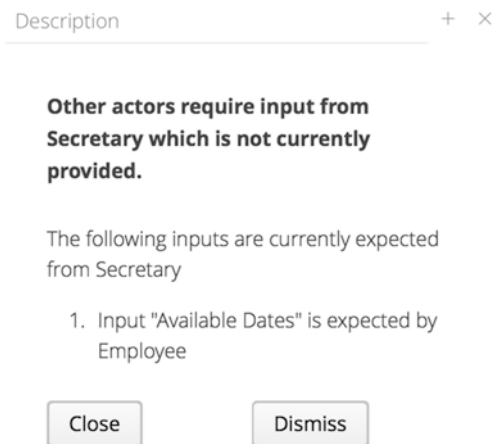 Description + ×
Other actors require input from
Secretary which is not currently
provided.
The following inputs are currently expected
from Secretary
1. Input "Available Dates" is expected by
Employee
Close Dismiss